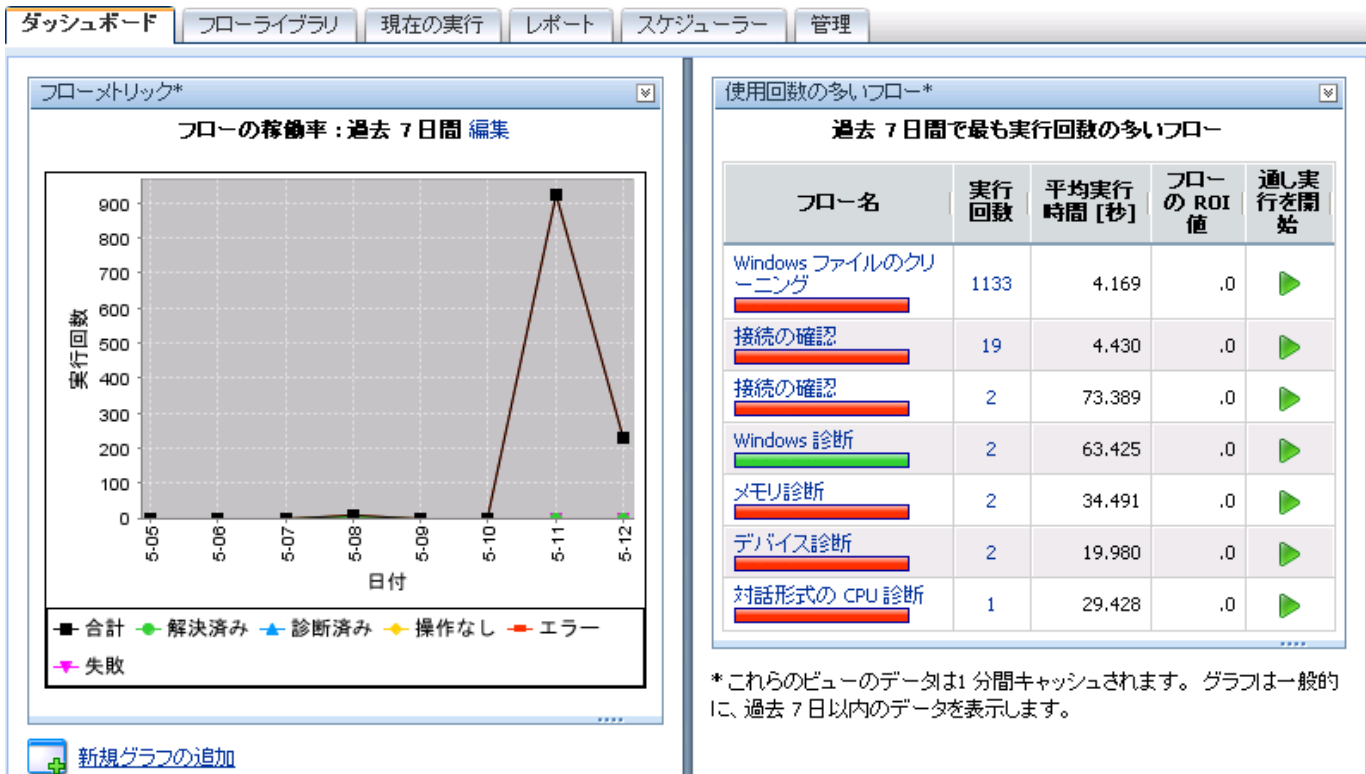 ダッシュボード
フローライブラリ
現在の実行
レポート
スケジューラー
管理
フローメトリック*
フローの稼働率：過去 7 日間 編集
実行回数
900
800
700
600
500
400
300
200
100
0
5-05
5-06
5-07
5-08
5-09
5-10
5-11
5-12
日付
合計 解決済み 診断済み 操作なし エラー
失敗
新規グラフの追加
使用回数の多いフロー*
過去 7 日間で最も実行回数の多いフロー
フロー名
実行
回数
平均実行
時間 [秒]
フロー
の ROI
値
通し実
行を開
始
Windows ファイルのクリ
ーニング
1133 4.169 .0
接続の確認 19 4.430 .0
接続の確認 2 73.389 .0
Windows 診断 2 63.425 .0
メモリ診断 2 34.491 .0
デバイス診断 2 19.980 .0
対話形式の CPU 診断 1 29.428 .0
* これらのビューのデータは1 分間キャッシュされます。 グラフは一般的
に、過去 7 日以内のデータを表示します。